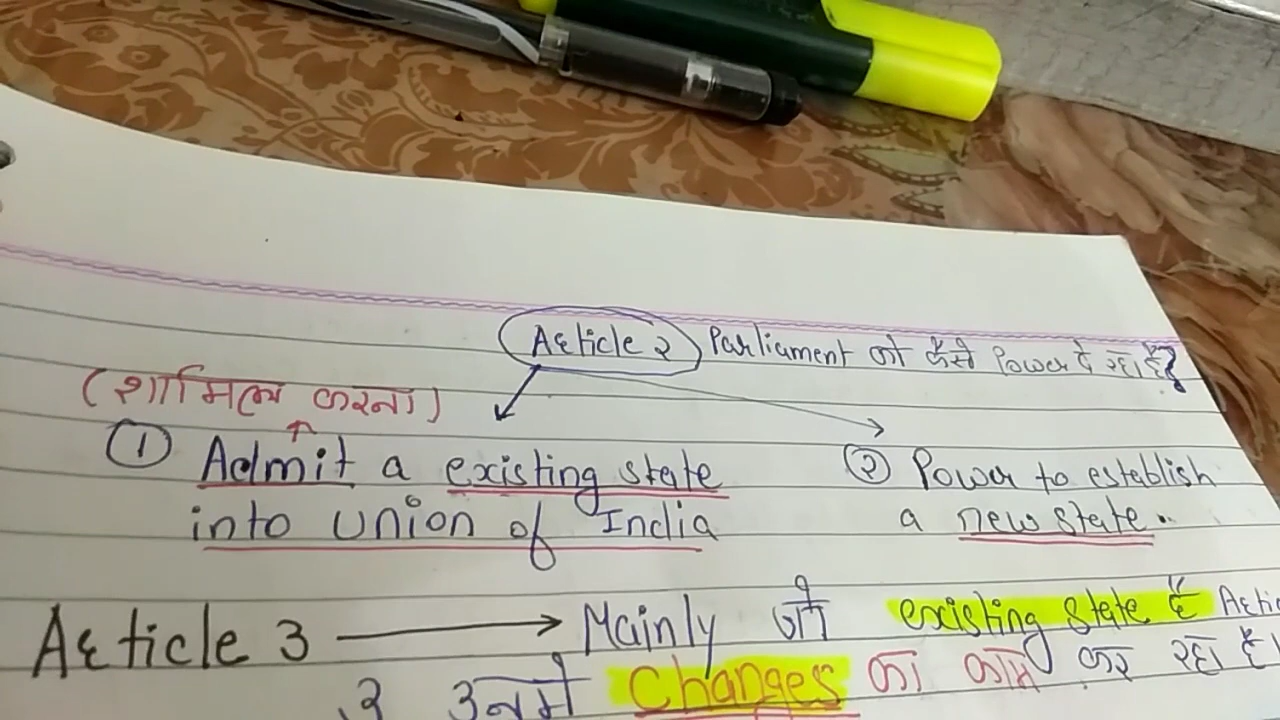 Article 2 Parliament को कैसे Power दे रहा है?
(शामिल करना)
① Admit a existing state
into union of India
② Power to establish
a new state.
Article 3 → Mainly जो existing state है
3 उनमें Changes का काम कर रहा है।